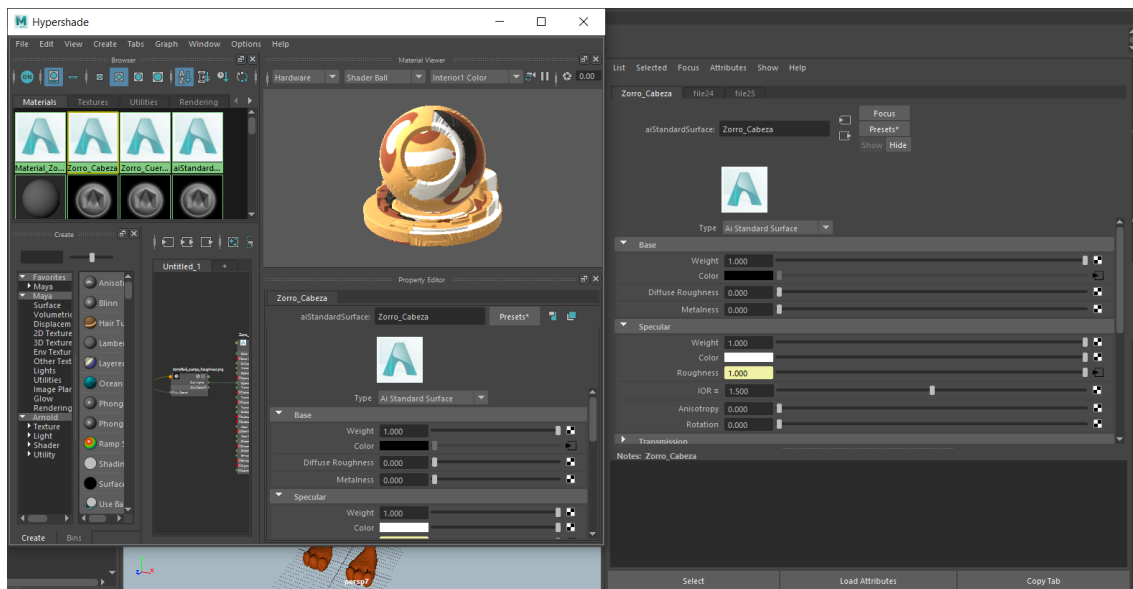 Hypershade
File Edit View Create Tabs Graph Window Options Help
Browser
ON
Materials Textures Utilities Rendering
Material_Zo... Zorro_Cabeza Zorro_Cuer... aiStandard...
Create
Favorites
Maya
Maya
Surface
Volumetric
Displacem
2D Texture
3D Texture
Env Textur
Other Text
Lights
Utilities
Image Plan
Glow
Rendering
Arnold
Texture
Light
Shader
Utility
Anisotr
Blinn
Hair Tu
Lamber
Layered
Ocean
Phong
Phong
Ramp S
Shadin
Surface
Use Ba
Create Bins
Untitled_1 +
Material Viewer
Hardware Shader Ball Interior1 Color 0.00
Property Editor
Zorro_Cabeza
aiStandardSurface: Zorro_Cabeza Presets*
Type Ai Standard Surface
Base
Weight 1.000
Color
Diffuse Roughness 0.000
Metalness 0.000
Specular
Weight 1.000
Color
persp7
List Selected Focus Attributes Show Help
Zorro_Cabeza file24 file25
aiStandardSurface: Zorro_Cabeza
Focus
Presets*
Show Hide
Type Ai Standard Surface
Base
Weight 1.000
Color
Diffuse Roughness 0.000
Metalness 0.000
Specular
Weight 1.000
Color
Roughness 1.000
IOR = 1.500
Anisotropy 0.000
Rotation 0.000
Transmission
Notes: Zorro_Cabeza
Select Load Attributes Copy Tab